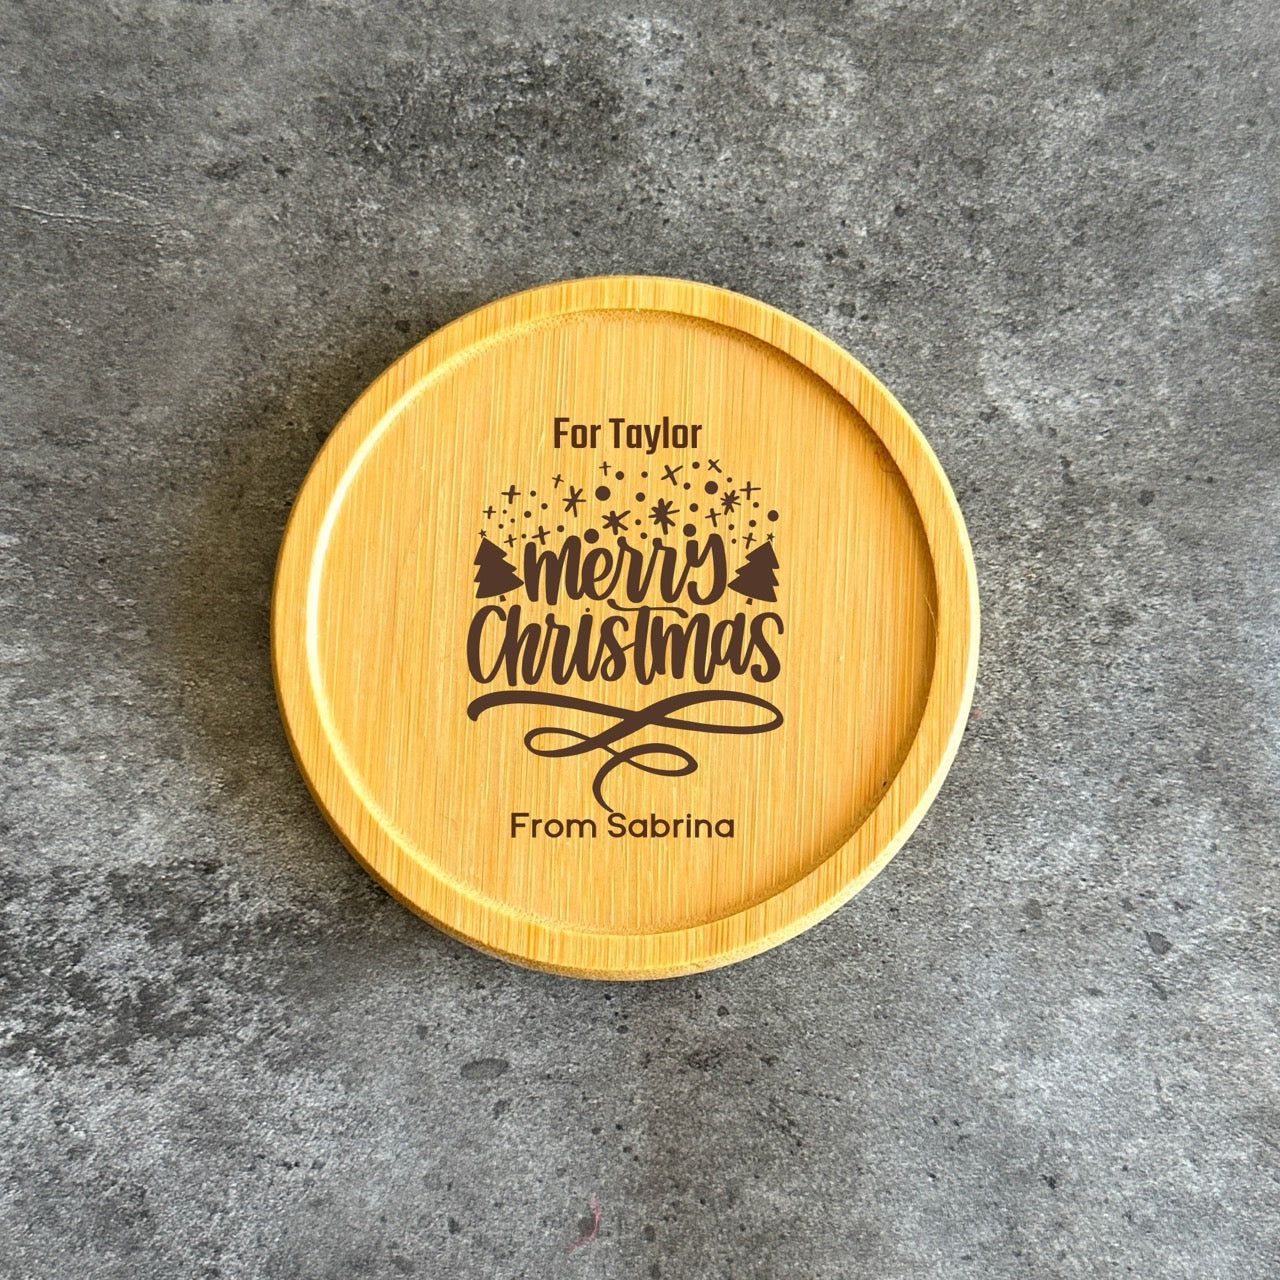 For Taylor
merry
Christmas
From Sabrina